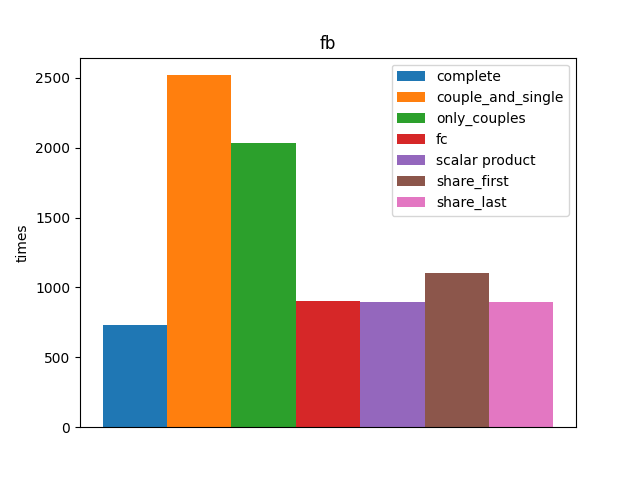 fb
times
2500
2000
1500
1000
500
0
complete
couple_and_single
only_couples
fc
scalar product
share_first
share_last